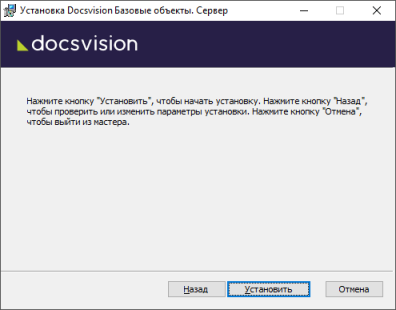 Установка Docsvision Базовые объекты. Сервер
docsvision
Нажмите кнопку "Установить", чтобы начать установку. Нажмите кнопку "Назад",
чтобы проверить или изменить параметры установки. Нажмите кнопку "Отмена",
чтобы выйти из мастера.
Назад Установить Отмена